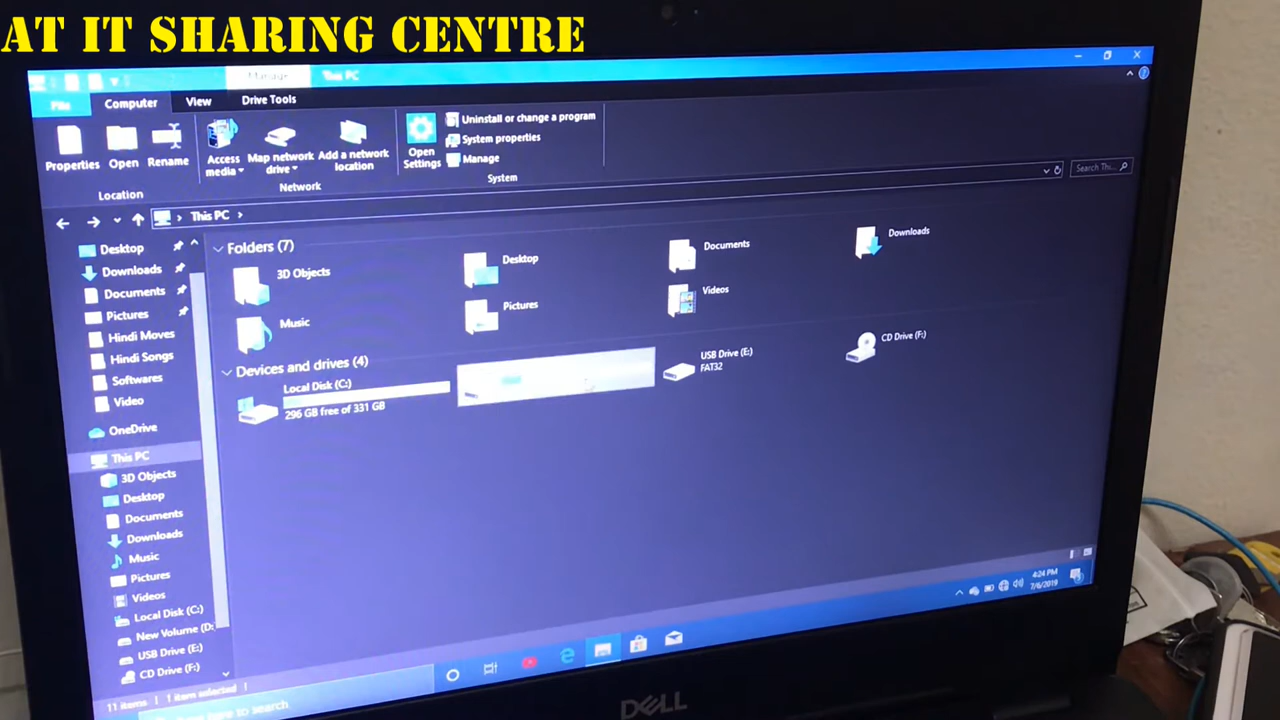 AT IT SHARING CENTRE
Manage This PC
File Computer View Drive Tools
Properties Open Rename
Access media Map network drive Add a network location
Open Settings
Uninstall or change a program
System properties
Manage
Location Network System
This PC
Search Thi...
Desktop
Downloads
Documents
Pictures
Hindi Moves
Hindi Songs
Softwares
Video
OneDrive
This PC
3D Objects
Desktop
Documents
Downloads
Music
Pictures
Videos
Local Disk (C:)
New Volume (D:
USB Drive (E:)
CD Drive (F:)
Folders (7)
3D Objects
Desktop
Documents
Downloads
Music
Pictures
Videos
Devices and drives (4)
Local Disk (C:)
296 GB free of 331 GB
USB Drive (E:)
FAT32
CD Drive (F:)
11 items 1 item selected
here to search
4:24 PM
7/6/2019
DELL